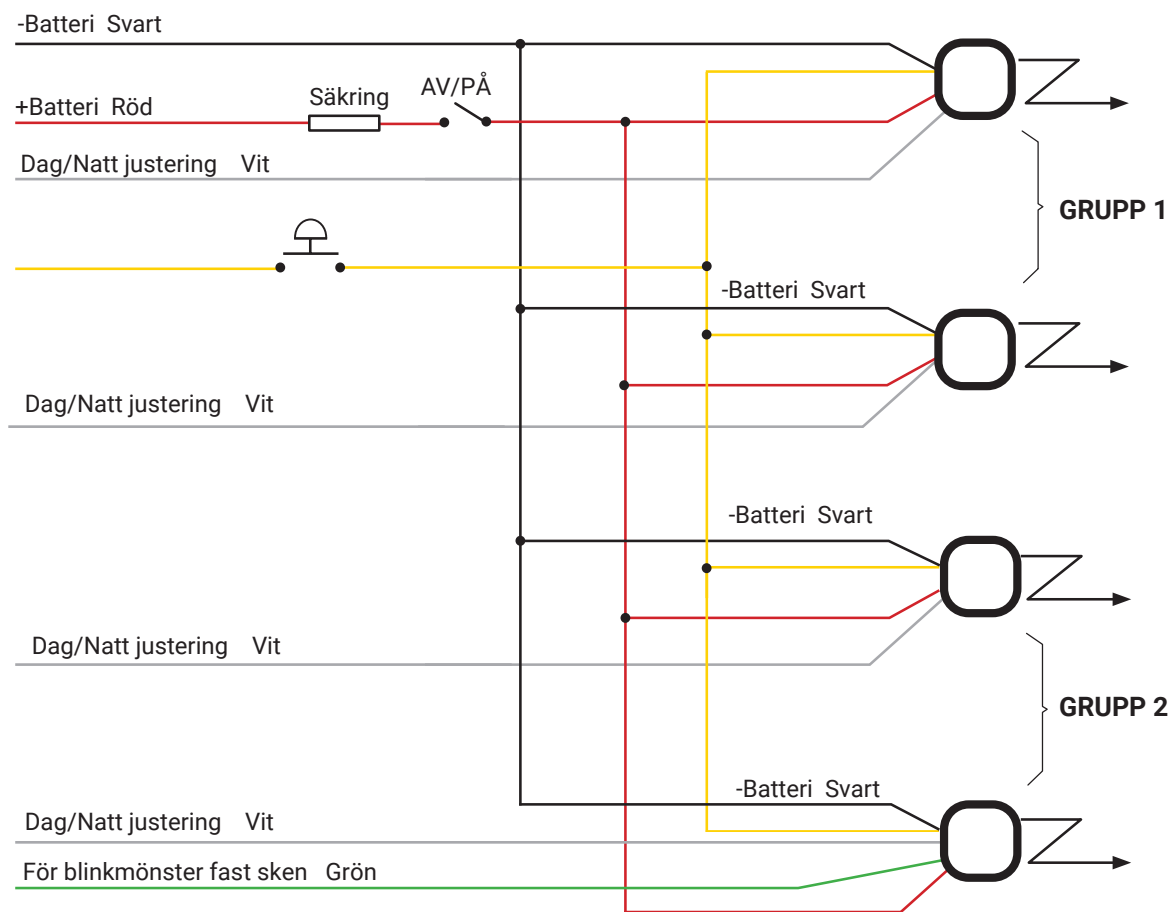 -Batteri Svart
+Batteri Röd
Säkring
AV/PÅ
Dag/Natt justering Vit
GRUPP 1
-Batteri Svart
Dag/Natt justering Vit
-Batteri Svart
Dag/Natt justering Vit
GRUPP 2
-Batteri Svart
Dag/Natt justering Vit
För blinkmönster fast sken Grön